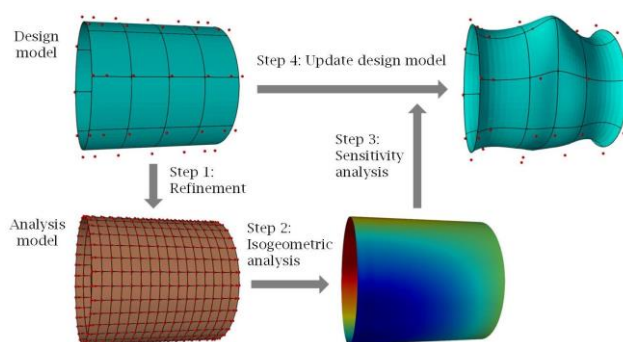 Design
model
Step 4: Update design model
Step 1:
Refinement
Step 3:
Sensitivity
analysis
Analysis
model
Step 2:
Isogeometric
analysis